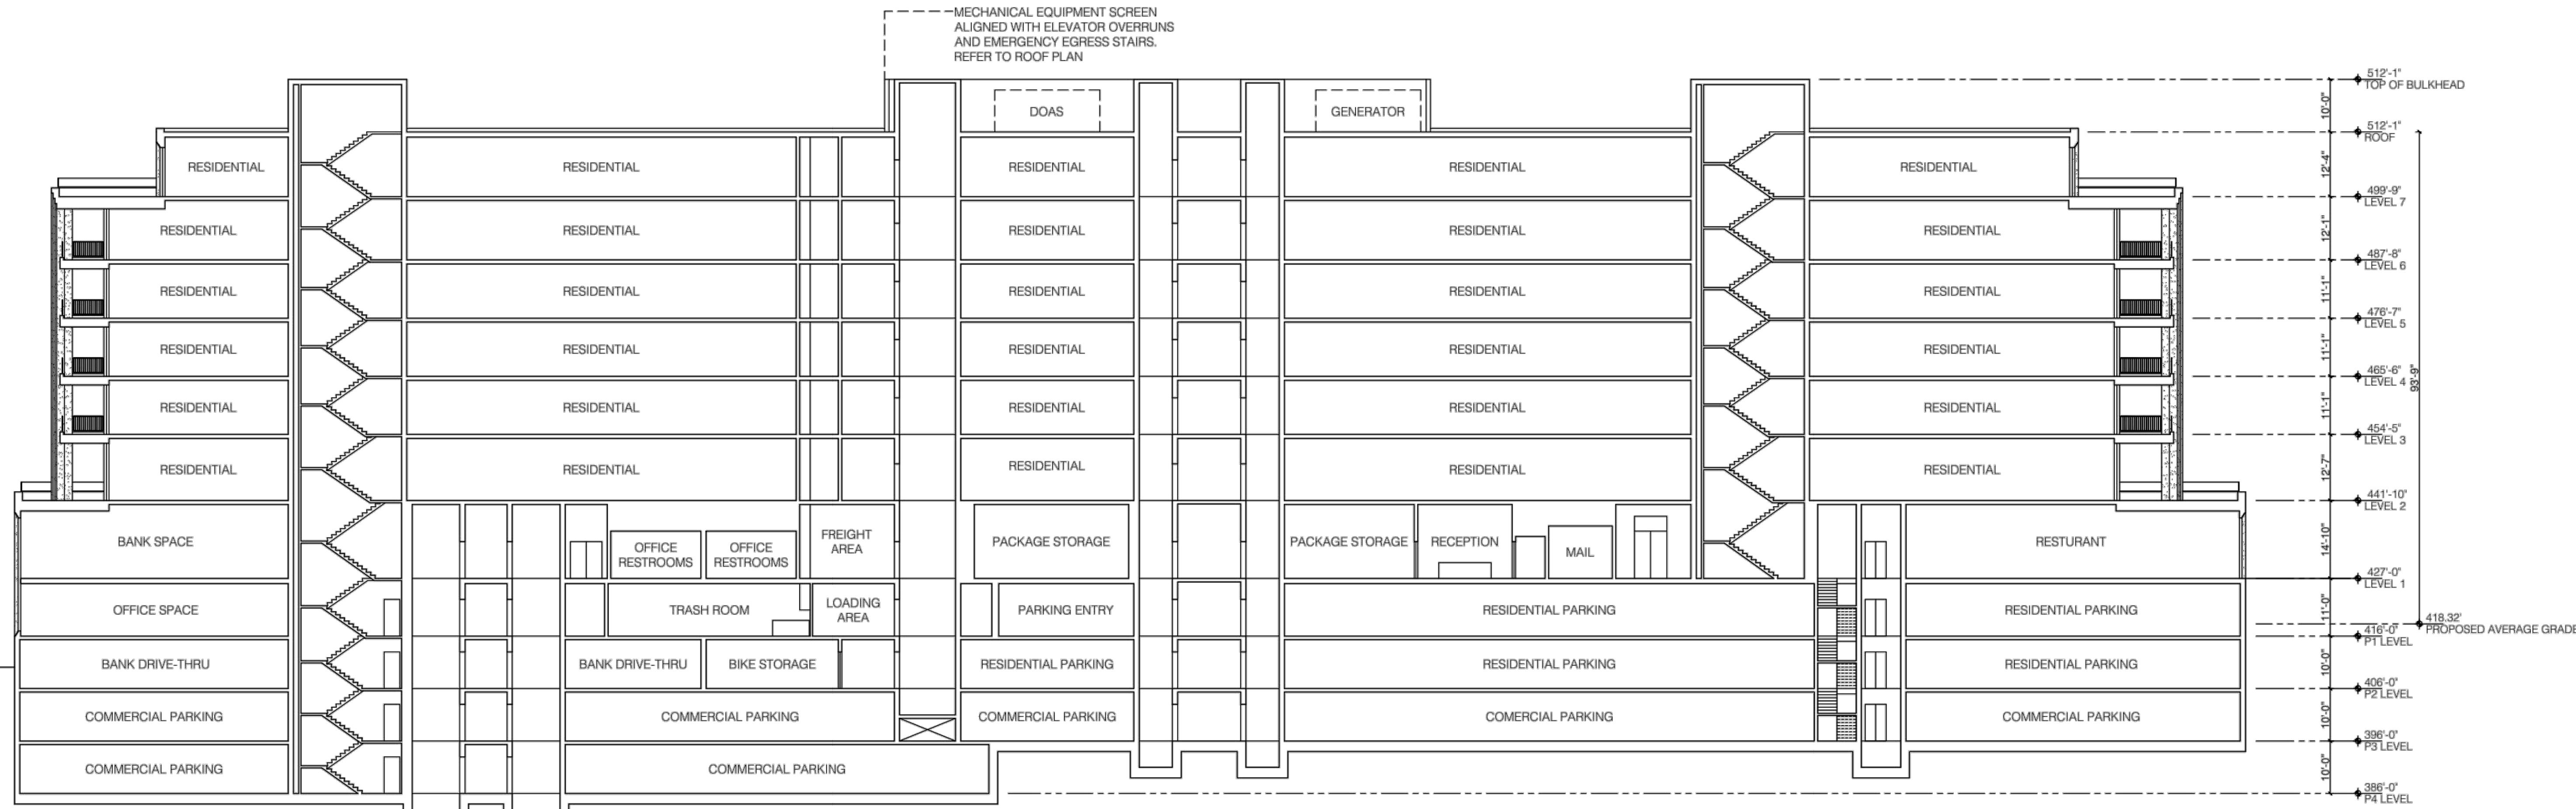 MECHANICAL EQUIPMENT SCREEN
ALIGNED WITH ELEVATOR OVERRUNS
AND EMERGENCY EGRESS STAIRS.
REFER TO ROOF PLAN
512'-1"
TOP OF BULKHEAD
10'-0"
DOAS
GENERATOR
512'-1"
ROOF
12'-4"
RESIDENTIAL
RESIDENTIAL
RESIDENTIAL
RESIDENTIAL
RESIDENTIAL
499'-9"
LEVEL 7
12'-1"
RESIDENTIAL
RESIDENTIAL
RESIDENTIAL
RESIDENTIAL
RESIDENTIAL
487'-8"
LEVEL 6
11'-1"
RESIDENTIAL
RESIDENTIAL
RESIDENTIAL
RESIDENTIAL
RESIDENTIAL
476'-7"
LEVEL 5
11'-1"
RESIDENTIAL
RESIDENTIAL
RESIDENTIAL
RESIDENTIAL
RESIDENTIAL
465'-6"
LEVEL 4
93'-9"
11'-1"
RESIDENTIAL
RESIDENTIAL
RESIDENTIAL
RESIDENTIAL
RESIDENTIAL
454'-5"
LEVEL 3
12'-7"
RESIDENTIAL
RESIDENTIAL
RESIDENTIAL
RESIDENTIAL
RESIDENTIAL
441'-10"
LEVEL 2
14'-10"
BANK SPACE
OFFICE
RESTROOMS
OFFICE
RESTROOMS
FREIGHT
AREA
PACKAGE STORAGE
PACKAGE STORAGE
RECEPTION
MAIL
RESTURANT
427'-0"
LEVEL 1
11'-0"
OFFICE SPACE
TRASH ROOM
LOADING
AREA
PARKING ENTRY
RESIDENTIAL PARKING
RESIDENTIAL PARKING
418.32'
PROPOSED AVERAGE GRADE
416'-0"
P1 LEVEL
10'-0"
BANK DRIVE-THRU
BANK DRIVE-THRU
BIKE STORAGE
RESIDENTIAL PARKING
RESIDENTIAL PARKING
RESIDENTIAL PARKING
406'-0"
P2 LEVEL
10'-0"
COMMERCIAL PARKING
COMMERCIAL PARKING
COMMERCIAL PARKING
COMERCIAL PARKING
COMMERCIAL PARKING
396'-0"
P3 LEVEL
10'-0"
COMMERCIAL PARKING
COMMERCIAL PARKING
386'-0"
P4 LEVEL